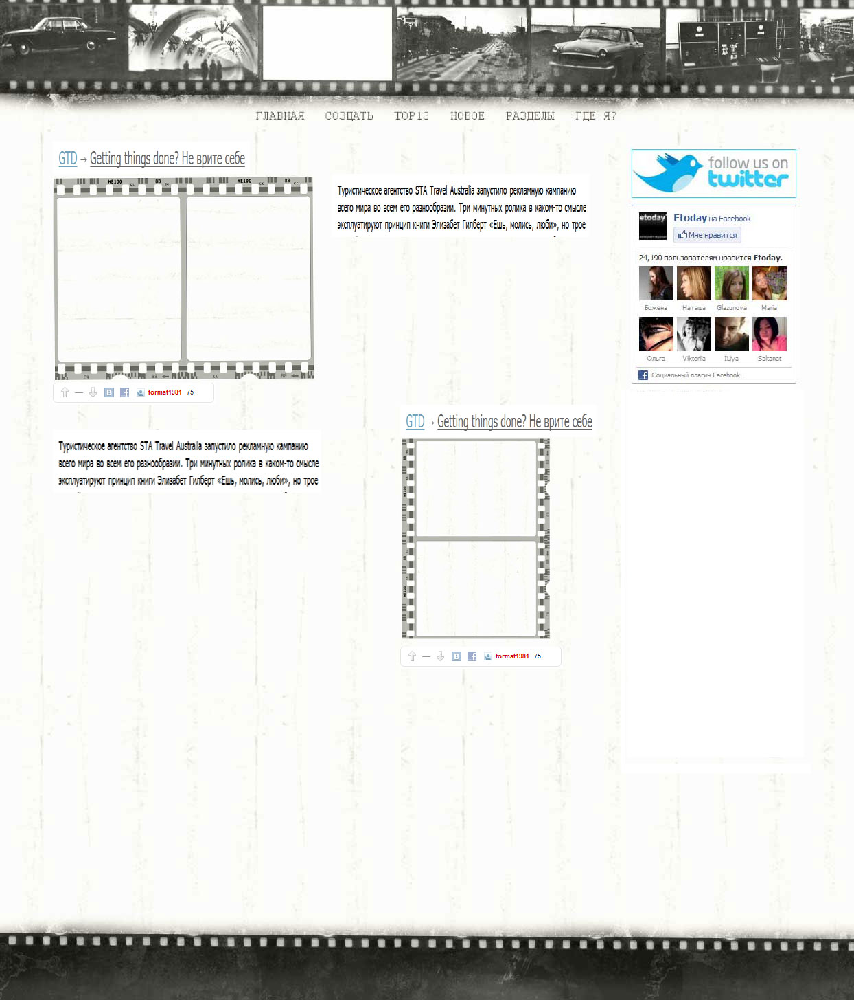 ГЛАВНАЯ СОЗДАТЬ TOP13 НОВОЕ РАЗДЕЛЫ ГДЕ Я?
GTD → Getting things done? Не врите себе
ME100 8B ME100 8B
Туристическое агентство STA Travel Australia запустило рекламную кампанию
всего мира во всем его разнообразии. Три минутных ролика в каком-то смысле
эксплуатируют принцип книги Элизабет Гилберт «Ешь, молись, люби», но трое
format1981 75
Туристическое агентство STA Travel Australia запустило рекламную кампанию
всего мира во всем его разнообразии. Три минутных ролика в каком-то смысле
эксплуатируют принцип книги Элизабет Гилберт «Ешь, молись, люби», но трое
GTD → Getting things done? Не врите себе
format1981 75
follow us on
twitter
etoday
Etoday на Facebook
Мне нравится
24,190 пользователям нравится Etoday.
Божена Наташа Glazunova Maria
Ольга Viktoriia ILiya Saltanat
Социальный плагин Facebook